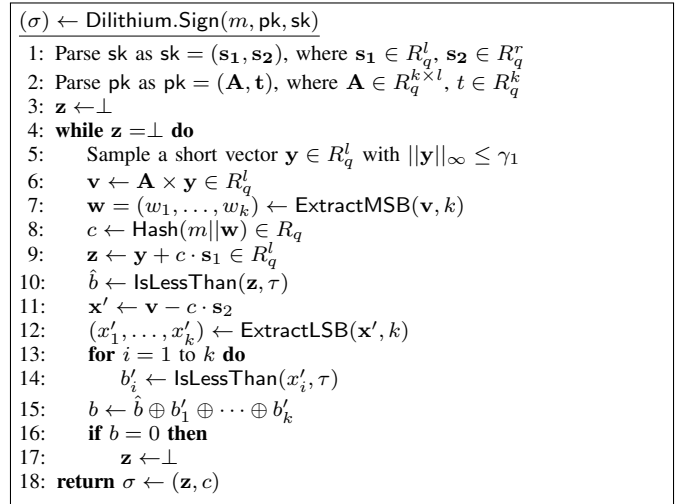 (σ) ← Dilithium.Sign(m, pk, sk)
1: Parse sk as sk = (s₁, s₂), where s₁ ∈ R_q^l, s₂ ∈ R_q^r
2: Parse pk as pk = (A, t), where A ∈ R_q^{k×l}, t ∈ R_q^k
3: z ←⊥
4: while z =⊥ do
5: Sample a short vector y ∈ R_q^l with ||y||_∞ ≤ γ₁
6: v ← A × y ∈ R_q^l
7: w = (w₁, . . . , w_k) ← ExtractMSB(v, k)
8: c ← Hash(m||w) ∈ R_q
9: z ← y + c · s₁ ∈ R_q^l
10: b̂ ← IsLessThan(z, τ)
11: x′ ← v − c · s₂
12: (x′₁, . . . , x′_k) ← ExtractLSB(x′, k)
13: for i = 1 to k do
14: b′_i ← IsLessThan(x′_i, τ)
15: b ← b̂ ⊕ b′₁ ⊕ · · · ⊕ b′_k
16: if b = 0 then
17: z ←⊥
18: return σ ← (z, c)